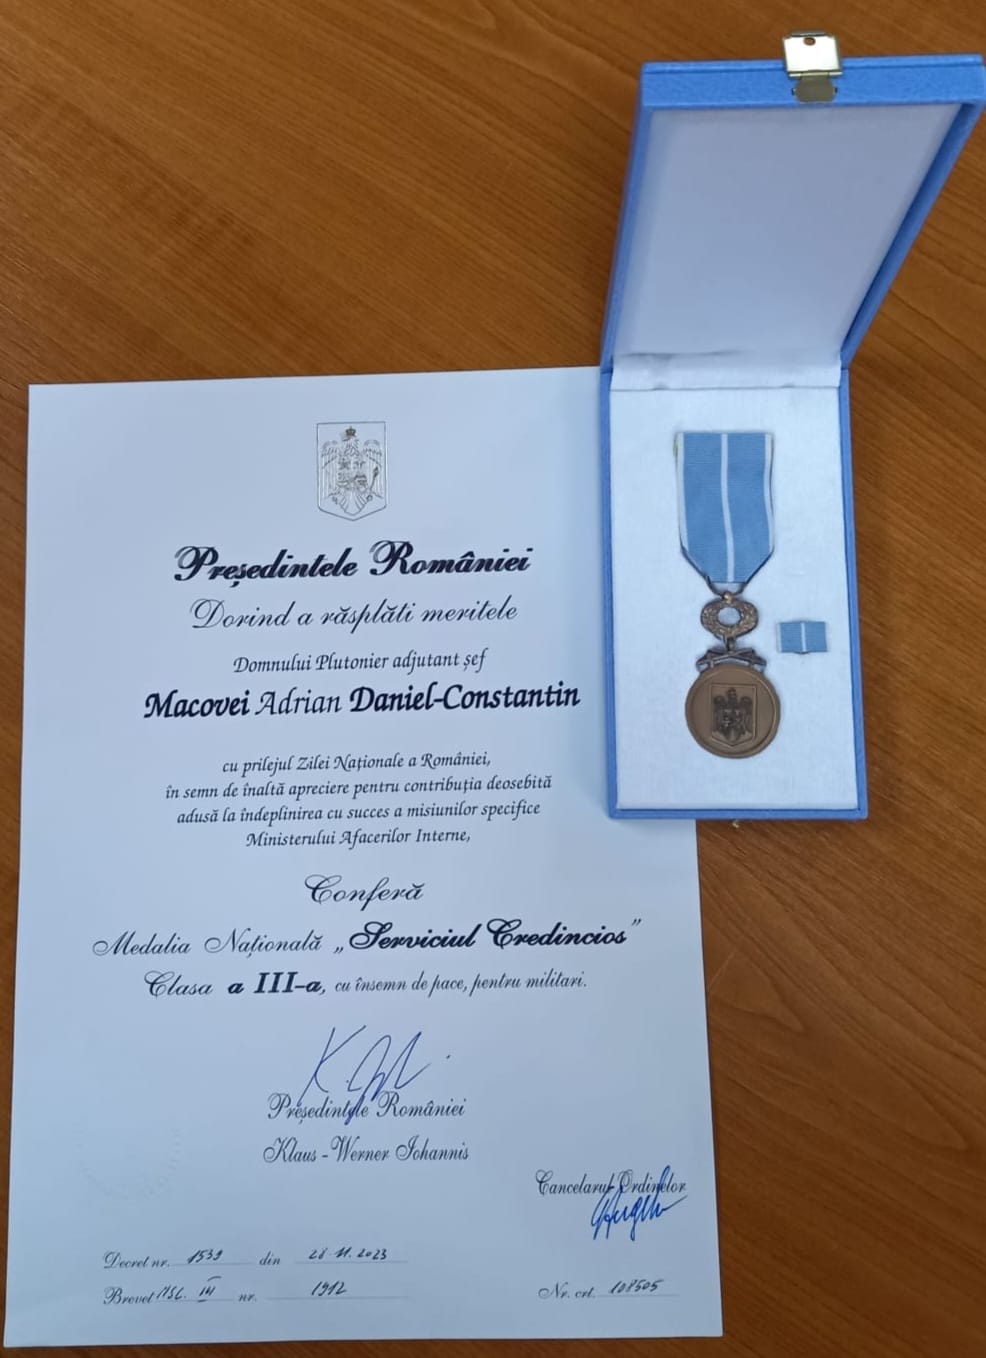 Președintele României
Dorind a răsplăti meritele
Domnului Plutonier adjutant șef
Macovei Adrian Daniel-Constantin
cu prilejul Zilei Naționale a României,
în semn de înaltă apreciere pentru contribuția deosebită
adusă la îndeplinirea cu succes a misiunilor specifice
Ministerului Afacerilor Interne,
Conferă
Medalia Națională „Serviciul Credincios”
Clasa a III-a, cu însemn de pace, pentru militari.
Președintele României
Klaus - Werner Iohannis
Cancelarul Ordinelor
Decret nr. 1539 din 28.11.2023
Brevet MSC. III nr. 1912
Nr. crt. 108505